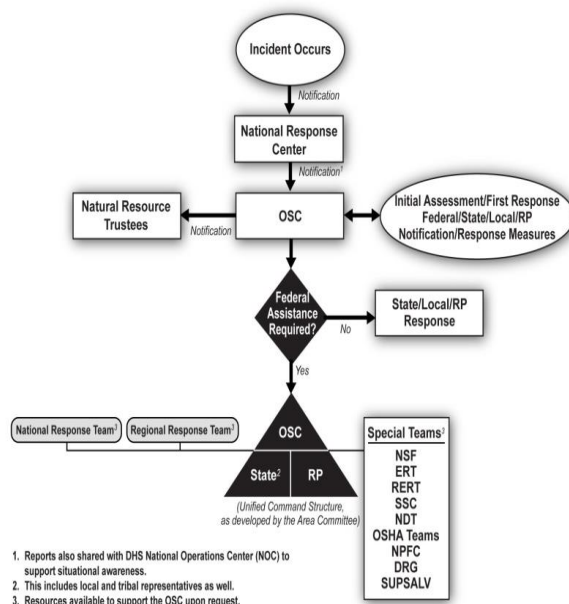 Incident Occurs
Notification
National Response
Center
Notification¹
Natural Resource
Trustees
Notification
OSC
Initial Assessment/First Response
Federal/State/Local/RP
Notification/Response Measures
Federal
Assistance
Required?
No
State/Local/RP
Response
Yes
National Response Team³
Regional Response Team³
OSC
State²
RP
(Unified Command Structure,
as developed by the Area Committee)
Special Teams³
NSF
ERT
RERT
SSC
NDT
OSHA Teams
NPFC
DRG
SUPSALV
1. Reports also shared with DHS National Operations Center (NOC) to
support situational awareness.
2. This includes local and tribal representatives as well.
3. Resources available to support the OSC upon request.